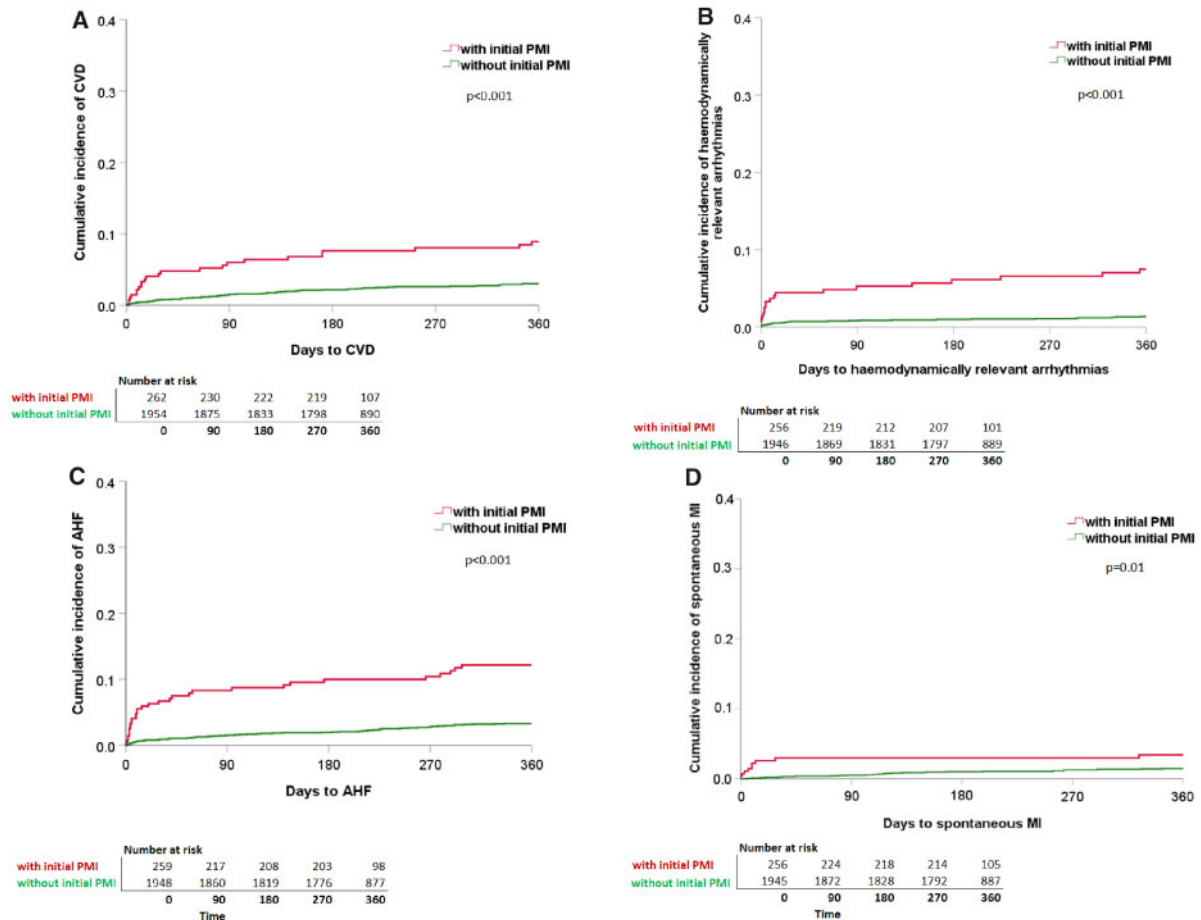 A
Cumulative incidence of CVD
0.4
0.3
0.2
0.1
0.0
with initial PMI
without initial PMI
p<0.001
0 90 180 270 360
Days to CVD
Number at risk
with initial PMI 262 230 222 219 107
without initial PMI 1954 1875 1833 1798 890
0 90 180 270 360
B
Cumulative incidence of haemodynamically
relevant arrhythmias
0.4
0.3
0.2
0.1
0.0
with initial PMI
without initial PMI
p<0.001
0 90 180 270 360
Days to haemodynamically relevant arrhythmias
Number at risk
with initial PMI 256 219 212 207 101
without initial PMI 1946 1869 1831 1797 889
0 90 180 270 360
C
Cumulative incidence of AHF
0.4
0.3
0.2
0.1
0.0
with initial PMI
without initial PMI
p<0.001
0 90 180 270 360
Days to AHF
Number at risk
with initial PMI 259 217 208 203 98
without initial PMI 1948 1860 1819 1776 877
0 90 180 270 360
Time
D
Cumulative incidence of spontaneous MI
0.4
0.3
0.2
0.1
0.0
with initial PMI
without initial PMI
p=0.01
0 90 180 270 360
Days to spontaneous MI
Number at risk
with initial PMI 256 224 218 214 105
without initial PMI 1945 1872 1828 1792 887
0 90 180 270 360
Time